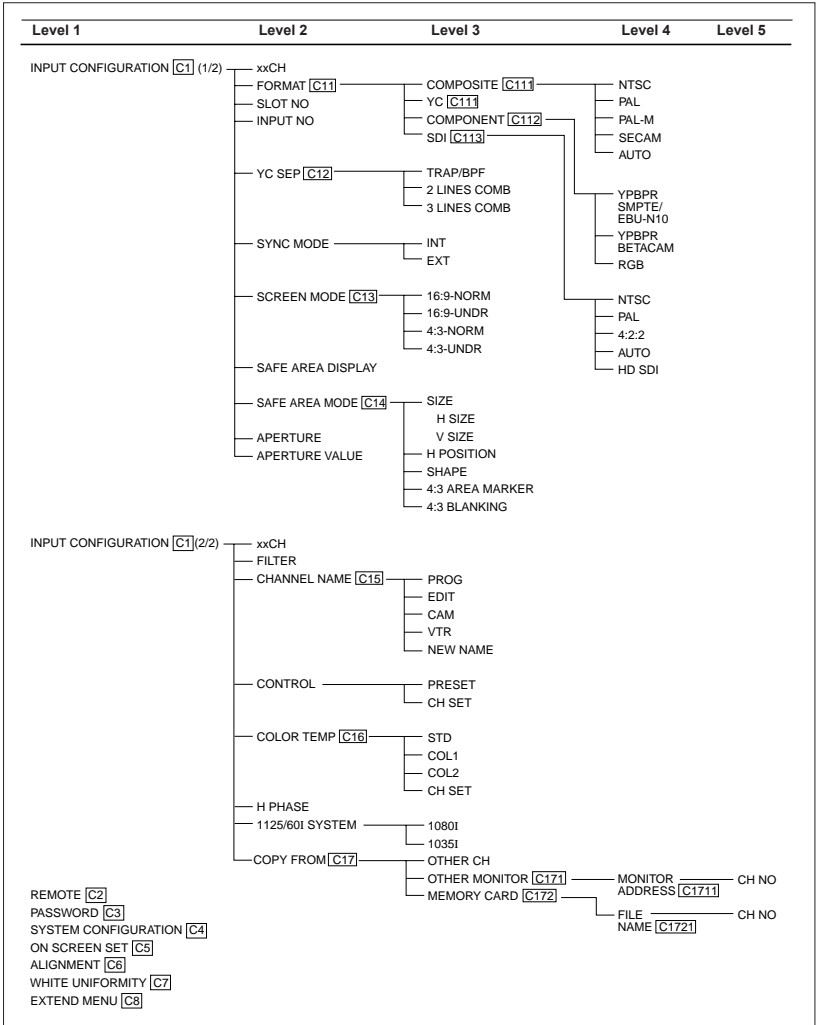 Level 1 Level 2 Level 3 Level 4 Level 5
INPUT CONFIGURATION C1 (1/2)
xxCH
FORMAT C11
SLOT NO
INPUT NO
COMPOSITE C111
YC C111
COMPONENT C112
SDI C113
NTSC
PAL
PAL-M
SECAM
AUTO
YC SEP C12
TRAP/BPF
2 LINES COMB
3 LINES COMB
YPBPR
SMPTE/
EBU-N10
YPBPR
BETACAM
RGB
SYNC MODE
INT
EXT
SCREEN MODE C13
16:9-NORM
16:9-UNDR
4:3-NORM
4:3-UNDR
NTSC
PAL
4:2:2
AUTO
HD SDI
SAFE AREA DISPLAY
SAFE AREA MODE C14
SIZE
H SIZE
V SIZE
H POSITION
SHAPE
4:3 AREA MARKER
4:3 BLANKING
APERTURE
APERTURE VALUE
INPUT CONFIGURATION C1 (2/2)
xxCH
FILTER
CHANNEL NAME C15
PROG
EDIT
CAM
VTR
NEW NAME
CONTROL
PRESET
CH SET
COLOR TEMP C16
STD
COL1
COL2
CH SET
H PHASE
1125/60I SYSTEM
1080I
1035I
COPY FROM C17
OTHER CH
OTHER MONITOR C171
MEMORY CARD C172
MONITOR
ADDRESS C1711
CH NO
FILE
NAME C1721
CH NO
REMOTE C2
PASSWORD C3
SYSTEM CONFIGURATION C4
ON SCREEN SET C5
ALIGNMENT C6
WHITE UNIFORMITY C7
EXTEND MENU C8